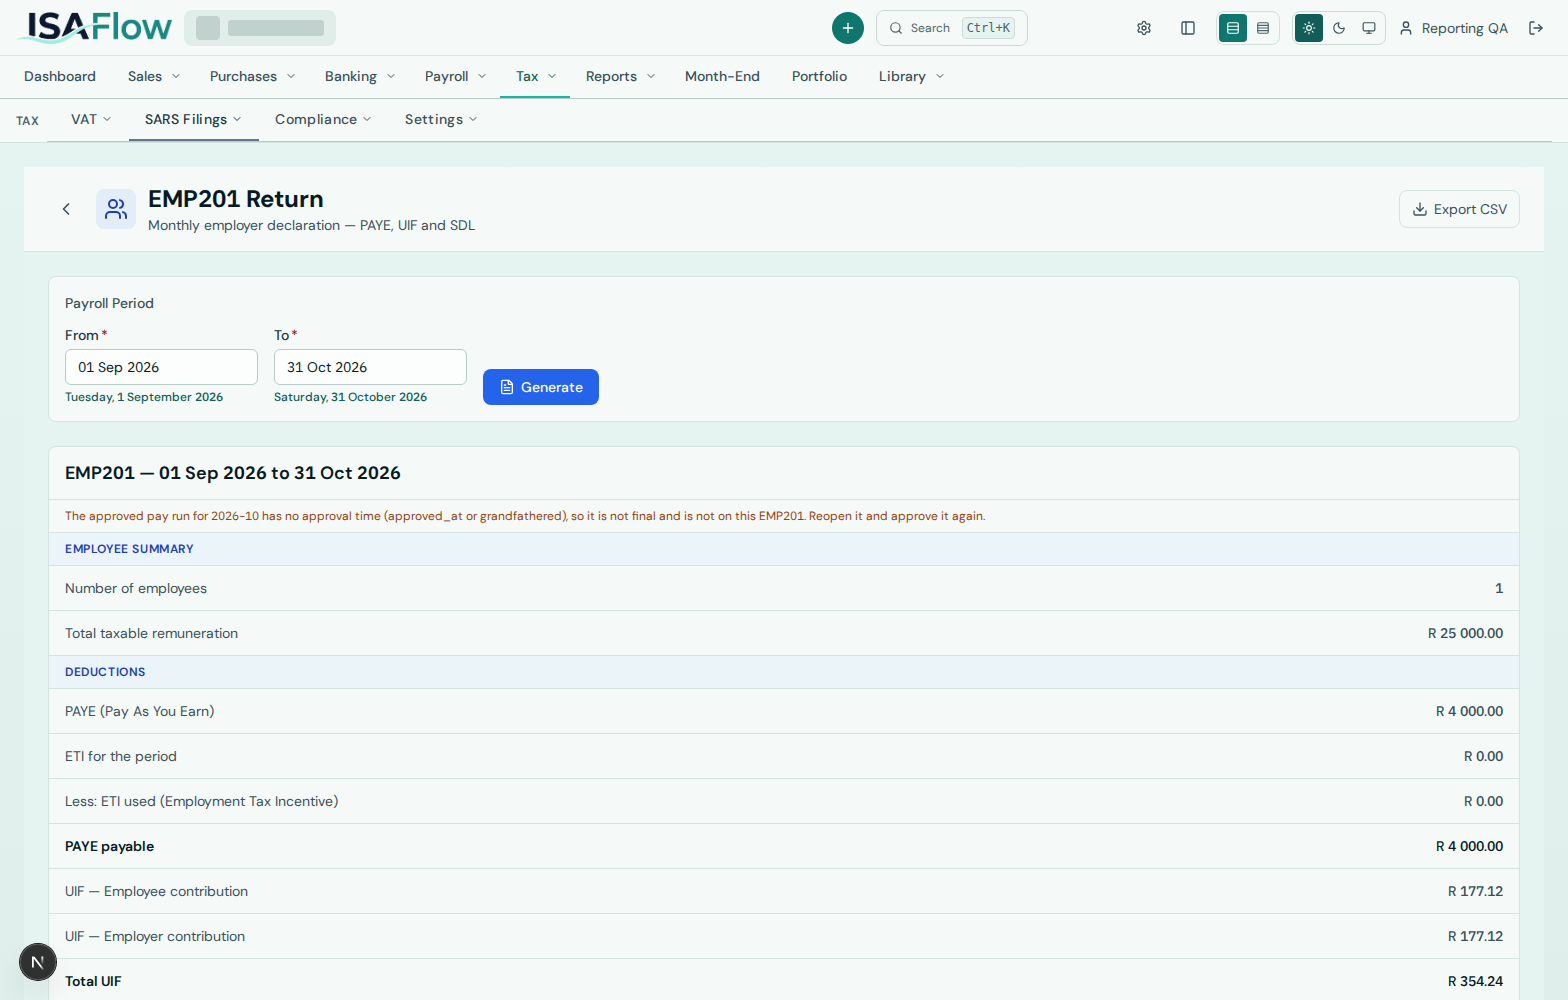 ISAFlow
Search Ctrl+K
Reporting QA
Dashboard Sales Purchases Banking Payroll Tax Reports Month-End Portfolio Library
TAX VAT SARS Filings Compliance Settings
EMP201 Return
Monthly employer declaration — PAYE, UIF and SDL
Export CSV
Payroll Period
From * To *
01 Sep 2026 31 Oct 2026
Generate
Tuesday, 1 September 2026 Saturday, 31 October 2026
EMP201 — 01 Sep 2026 to 31 Oct 2026
The approved pay run for 2026-10 has no approval time (approved_at or grandfathered), so it is not final and is not on this EMP201. Reopen it and approve it again.
EMPLOYEE SUMMARY
Number of employees 1
Total taxable remuneration R 25 000.00
DEDUCTIONS
PAYE (Pay As You Earn) R 4 000.00
ETI for the period R 0.00
Less: ETI used (Employment Tax Incentive) R 0.00
PAYE payable R 4 000.00
UIF — Employee contribution R 177.12
UIF — Employer contribution R 177.12
N
Total UIF R 354.24